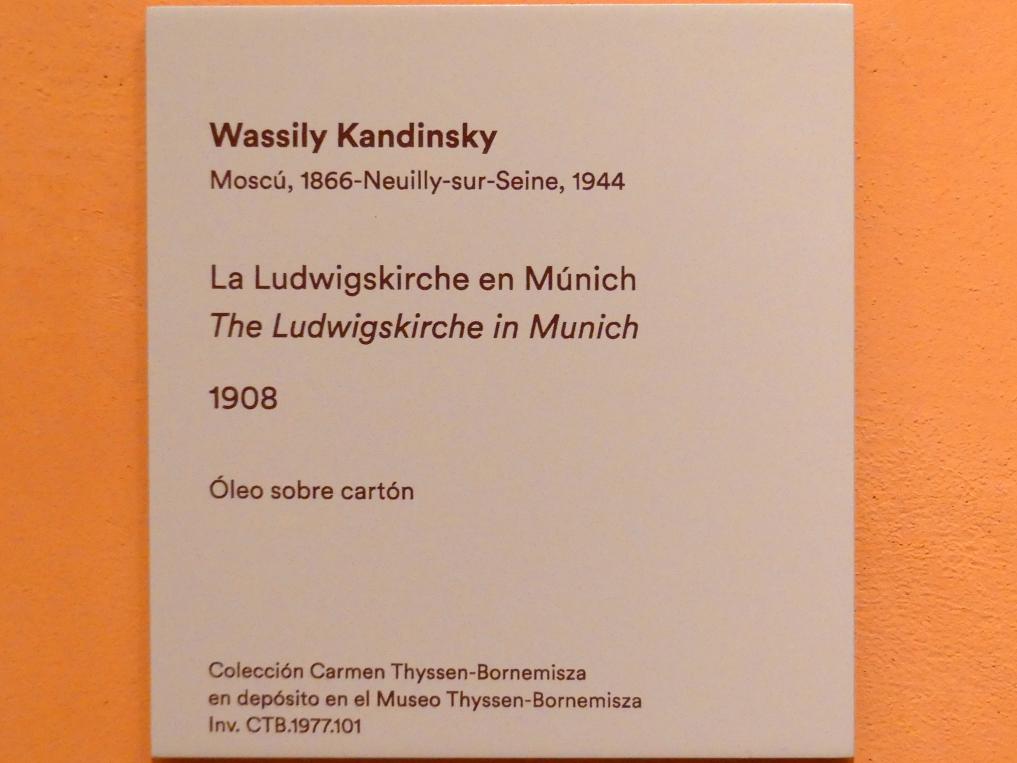 Wassily Kandinsky
Moscú, 1866-Neuilly-sur-Seine, 1944
La Ludwigskirche en Múnich
The Ludwigskirche in Munich
1908
Óleo sobre cartón
Colección Carmen Thyssen-Bornemisza
en depósito en el Museo Thyssen-Bornemisza
Inv. CTB.1977.101